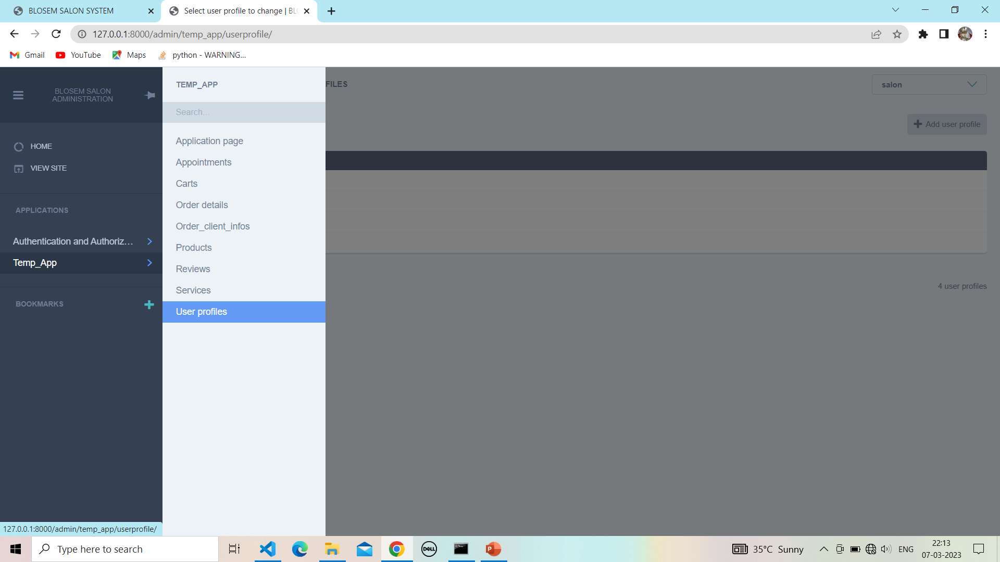 BLOSEM SALON SYSTEM
Select user profile to change | BL
127.0.0.1:8000/admin/temp_app/userprofile/
Gmail
YouTube
Maps
python - WARNING...
BLOSEM SALON
ADMINISTRATION
HOME
VIEW SITE
APPLICATIONS
Authentication and Authoriz...
Temp_App
BOOKMARKS
TEMP_APP
Search...
Application page
Appointments
Carts
Order details
Order_client_infos
Products
Reviews
Services
User profiles
FILES
salon
Add user profile
4 user profiles
127.0.0.1:8000/admin/temp_app/userprofile/
Type here to search
DELL
35°C Sunny
ENG
22:13
07-03-2023